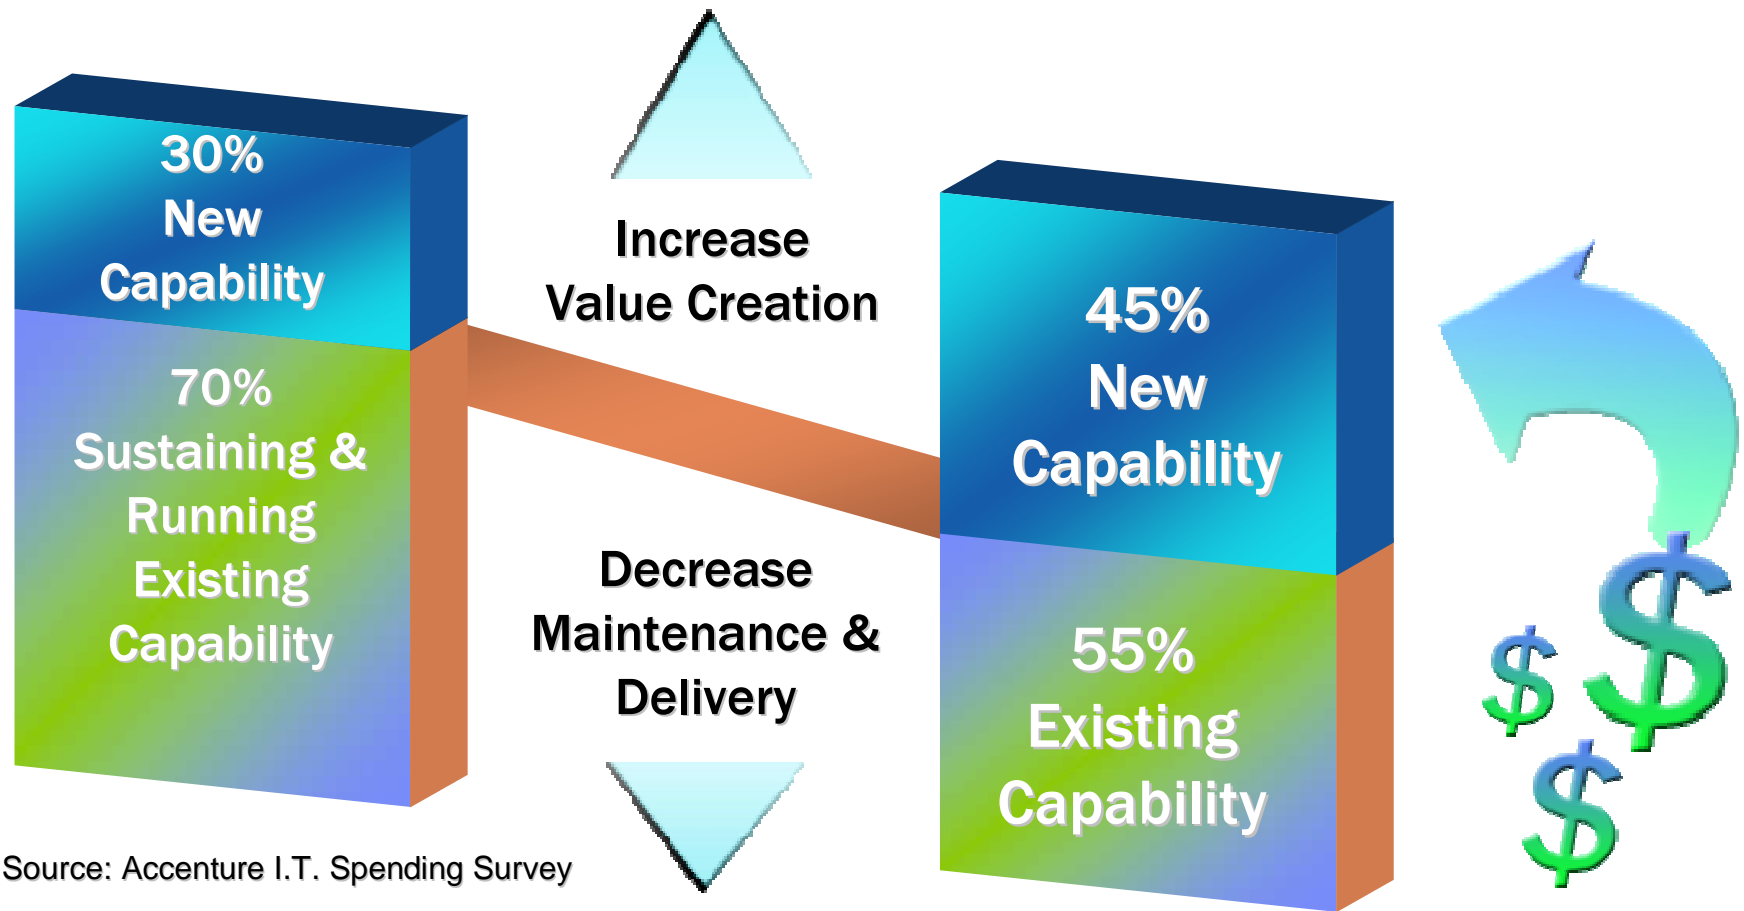 30%
New
Capability
70%
Sustaining &
Running
Existing
Capability
Increase
Value Creation
Decrease
Maintenance &
Delivery
45%
New
Capability
55%
Existing
Capability
$
$
$
Source: Accenture I.T. Spending Survey